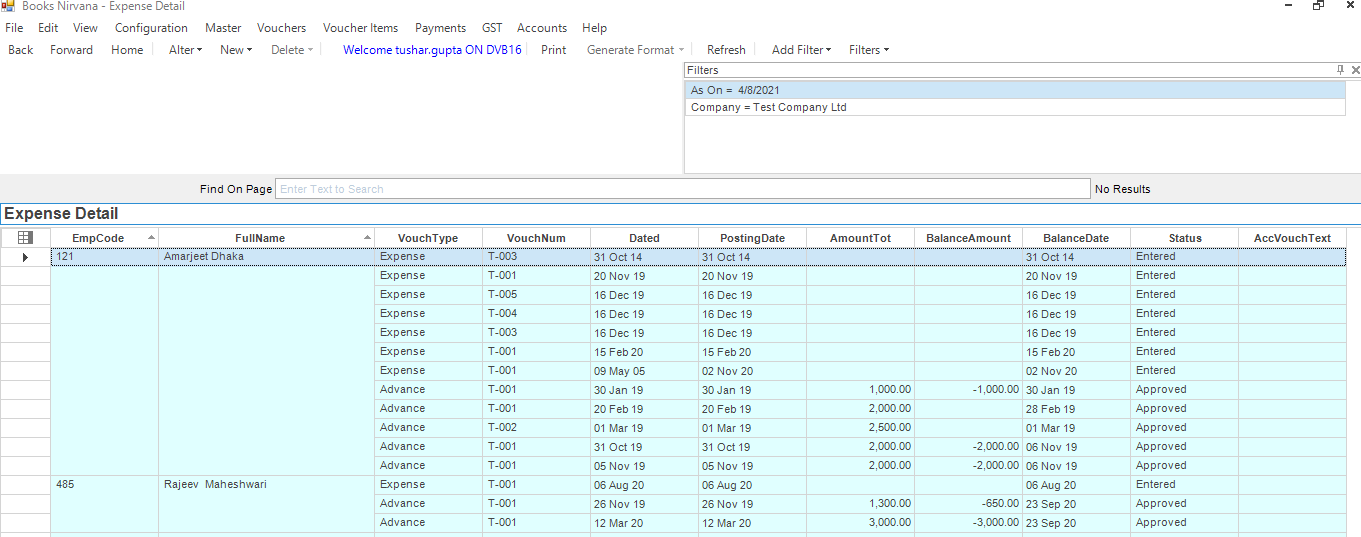 Books Nirvana - Expense Detail
File Edit View Configuration Master Vouchers Voucher Items Payments GST Accounts Help
Back Forward Home Alter New Delete Welcome tushar.gupta ON DVB16 Print Generate Format Refresh Add Filter Filters
Filters
As On = 4/8/2021
Company = Test Company Ltd
Find On Page Enter Text to Search No Results
Expense Detail
EmpCode FullName VouchType VouchNum Dated PostingDate AmountTot BalanceAmount BalanceDate Status AccVouchText
121 Amarjeet Dhaka Expense T-003 31 Oct 14 31 Oct 14 31 Oct 14 Entered
Expense T-001 20 Nov 19 20 Nov 19 20 Nov 19 Entered
Expense T-005 16 Dec 19 16 Dec 19 16 Dec 19 Entered
Expense T-004 16 Dec 19 16 Dec 19 16 Dec 19 Entered
Expense T-003 16 Dec 19 16 Dec 19 16 Dec 19 Entered
Expense T-001 15 Feb 20 15 Feb 20 15 Feb 20 Entered
Expense T-001 09 May 05 02 Nov 20 02 Nov 20 Entered
Advance T-001 30 Jan 19 30 Jan 19 1,000.00 -1,000.00 30 Jan 19 Approved
Advance T-001 20 Feb 19 20 Feb 19 2,000.00 28 Feb 19 Approved
Advance T-002 01 Mar 19 01 Mar 19 2,500.00 01 Mar 19 Approved
Advance T-001 31 Oct 19 31 Oct 19 2,000.00 -2,000.00 06 Nov 19 Approved
Advance T-001 05 Nov 19 05 Nov 19 2,000.00 -2,000.00 06 Nov 19 Approved
485 Rajeev Maheshwari Expense T-001 06 Aug 20 06 Aug 20 06 Aug 20 Entered
Advance T-001 26 Nov 19 26 Nov 19 1,300.00 -650.00 23 Sep 20 Approved
Advance T-001 12 Mar 20 12 Mar 20 3,000.00 -3,000.00 23 Sep 20 Approved